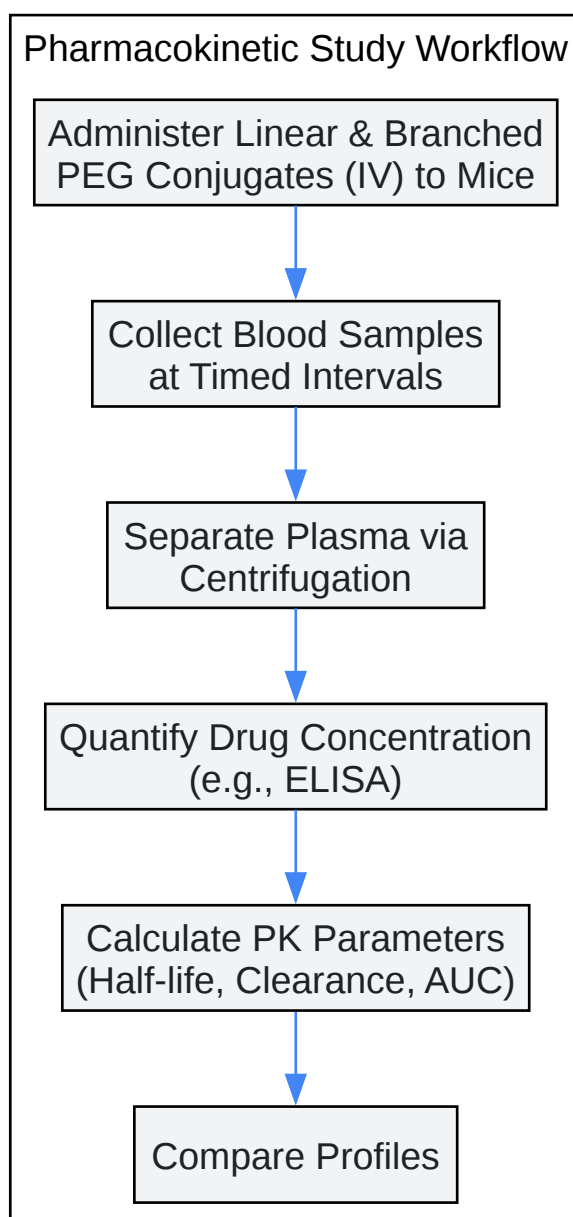 Pharmacokinetic Study Workflow
Administer Linear & Branched
PEG Conjugates (IV) to Mice
Collect Blood Samples
at Timed Intervals
Separate Plasma via
Centrifugation
Quantify Drug Concentration
(e.g., ELISA)
Calculate PK Parameters
(Half-life, Clearance, AUC)
Compare Profiles